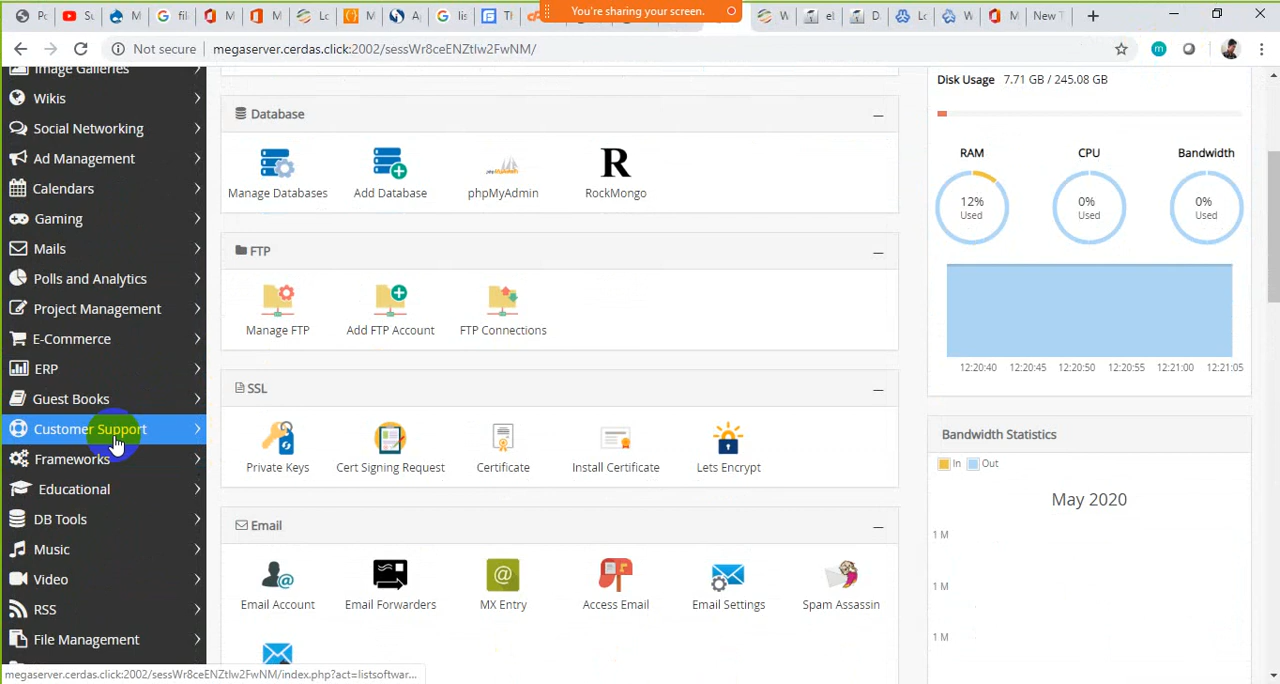 You're sharing your screen.
Not secure megaserver.cerdas.click:2002/sessWr8ceENZtIw2FwNM/
Image Galleries
Wikis
Social Networking
Ad Management
Calendars
Gaming
Mails
Polls and Analytics
Project Management
E-Commerce
ERP
Guest Books
Customer Support
Frameworks
Educational
DB Tools
Music
Video
RSS
File Management
Database
Manage Databases
Add Database
phpMyAdmin
RockMongo
FTP
Manage FTP
Add FTP Account
FTP Connections
SSL
Private Keys
Cert Signing Request
Certificate
Install Certificate
Lets Encrypt
Email
Email Account
Email Forwarders
MX Entry
Access Email
Email Settings
Spam Assassin
Disk Usage 7.71 GB / 245.08 GB
RAM CPU Bandwidth
12% 0% 0%
Used Used Used
12:20:40 12:20:45 12:20:50 12:20:55 12:21:00 12:21:05
Bandwidth Statistics
In Out
May 2020
1 M
1 M
1 M
megaserver.cerdas.click:2002/sessWr8ceENZtIw2FwNM/index.php?act=listsoftwar...